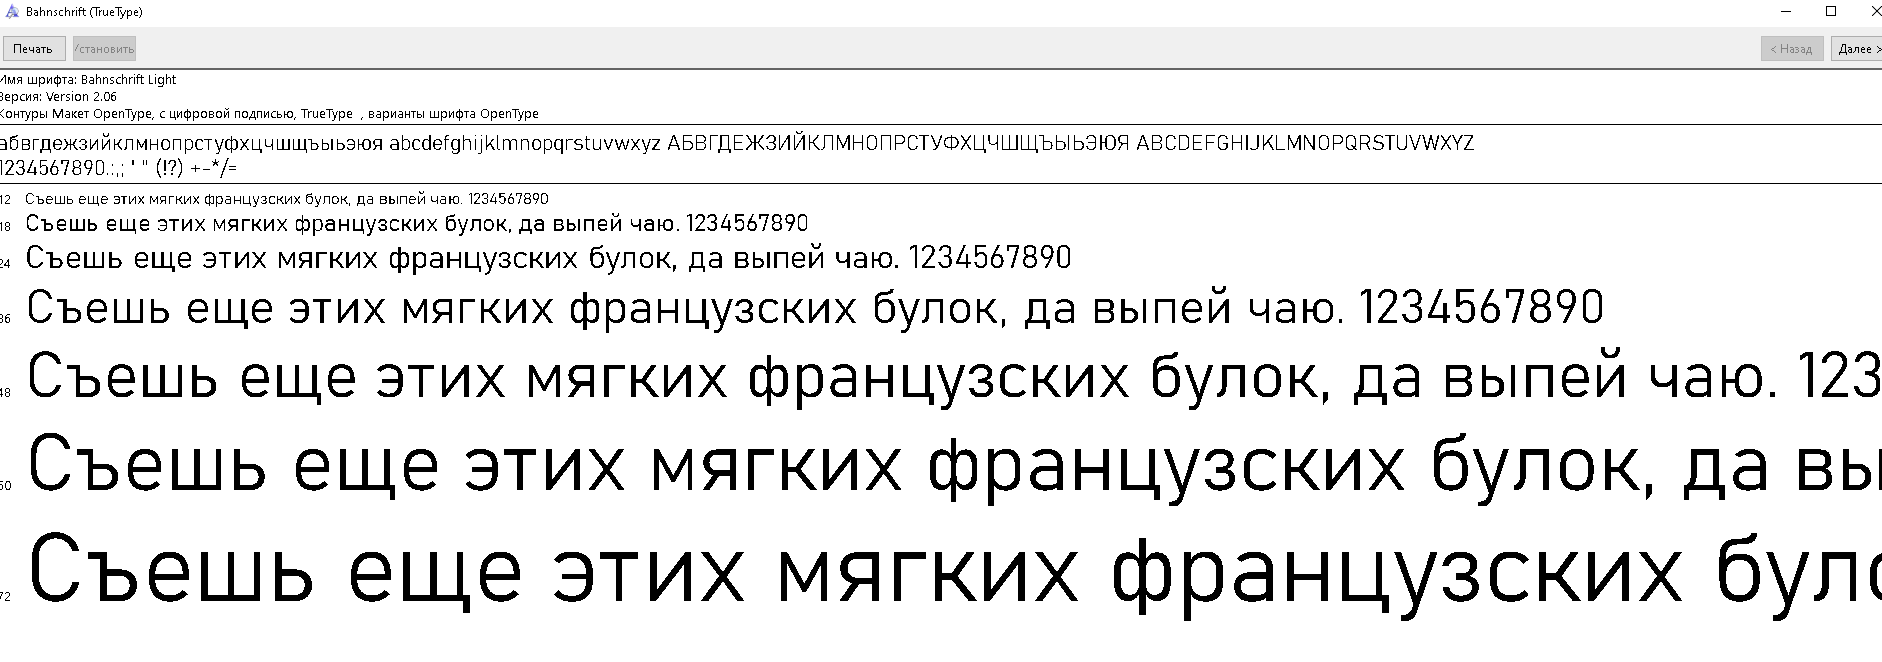 Bahnschrift (TrueType)
Печать Установить < Назад Далее >
Имя шрифта: Bahnschrift Light
Версия: Version 2.06
Контуры Макет OpenType, с цифровой подписью, TrueType , варианты шрифта OpenType
абвгдежзийклмнопрстуфхцчшщъыьэюя abcdefghijklmnopqrstuvwxyz АБВГДЕЖЗИЙКЛМНОПРСТУФХЦЧШЩЪЫЬЭЮЯ ABCDEFGHIJKLMNOPQRSTUVWXYZ
1234567890.:,; ' " (!?) +-*/=
12 Съешь еще этих мягких французских булок, да выпей чаю. 1234567890
18 Съешь еще этих мягких французских булок, да выпей чаю. 1234567890
24 Съешь еще этих мягких французских булок, да выпей чаю. 1234567890
36 Съешь еще этих мягких французских булок, да выпей чаю. 1234567890
48 Съешь еще этих мягких французских булок, да выпей чаю. 123
60 Съешь еще этих мягких французских булок, да вы
72 Съешь еще этих мягких французских було